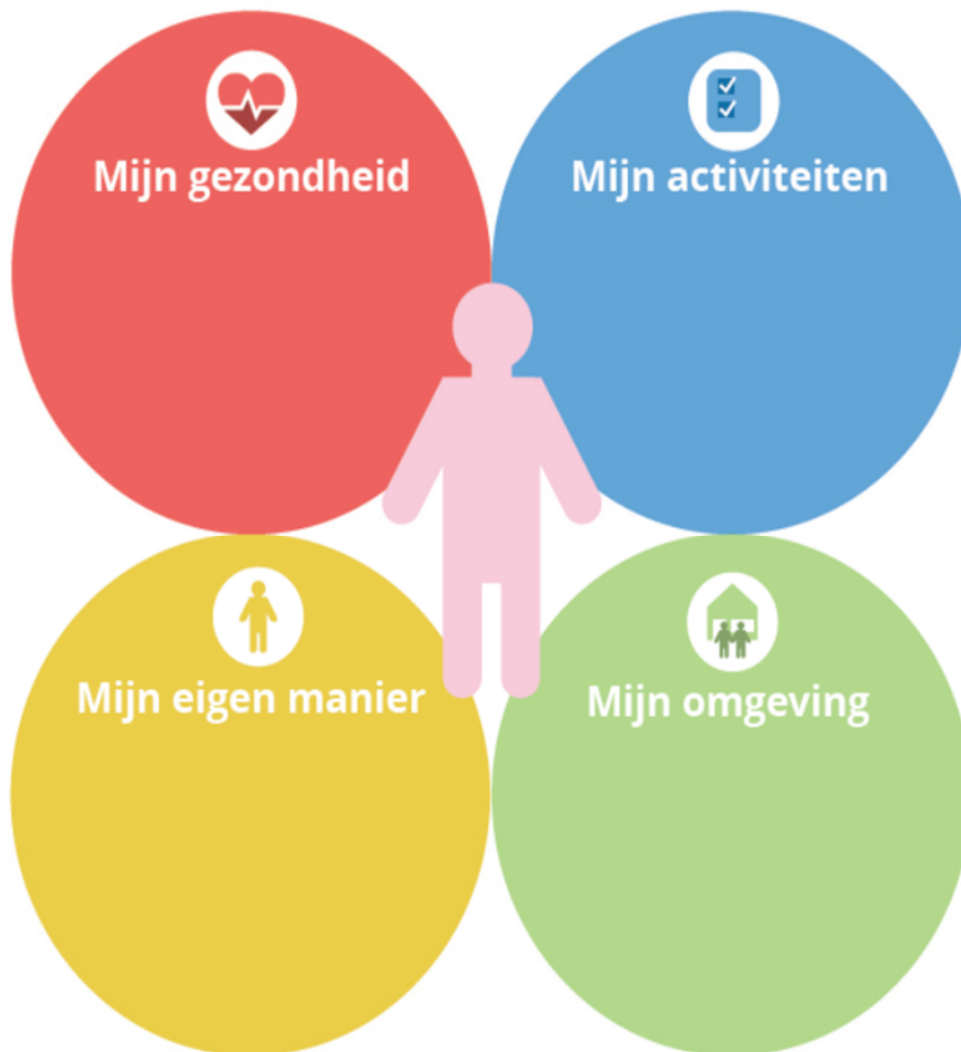 Mijn gezondheid
Mijn activiteiten
Mijn eigen manier
Mijn omgeving